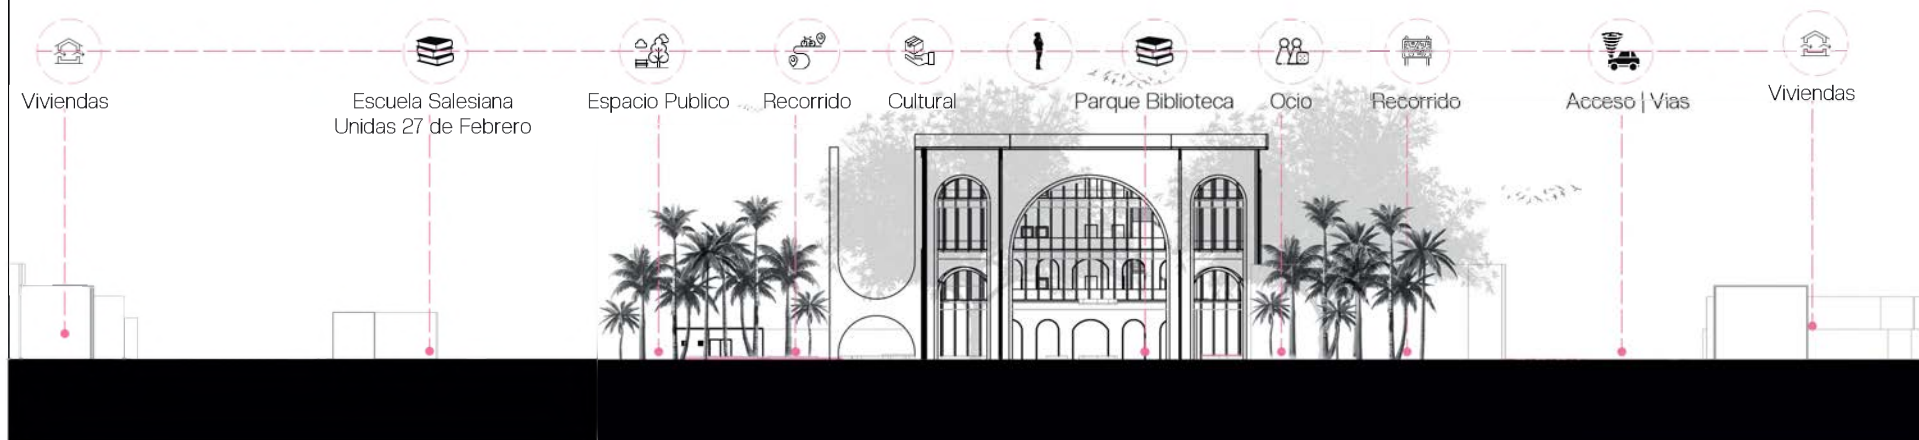 Viviendas
Escuela Salesiana
Unidas 27 de Febrero
Espacio Publico
Recorrido
Cultural
Parque Biblioteca
Ocio
Recorrido
Acceso | Vias
Viviendas